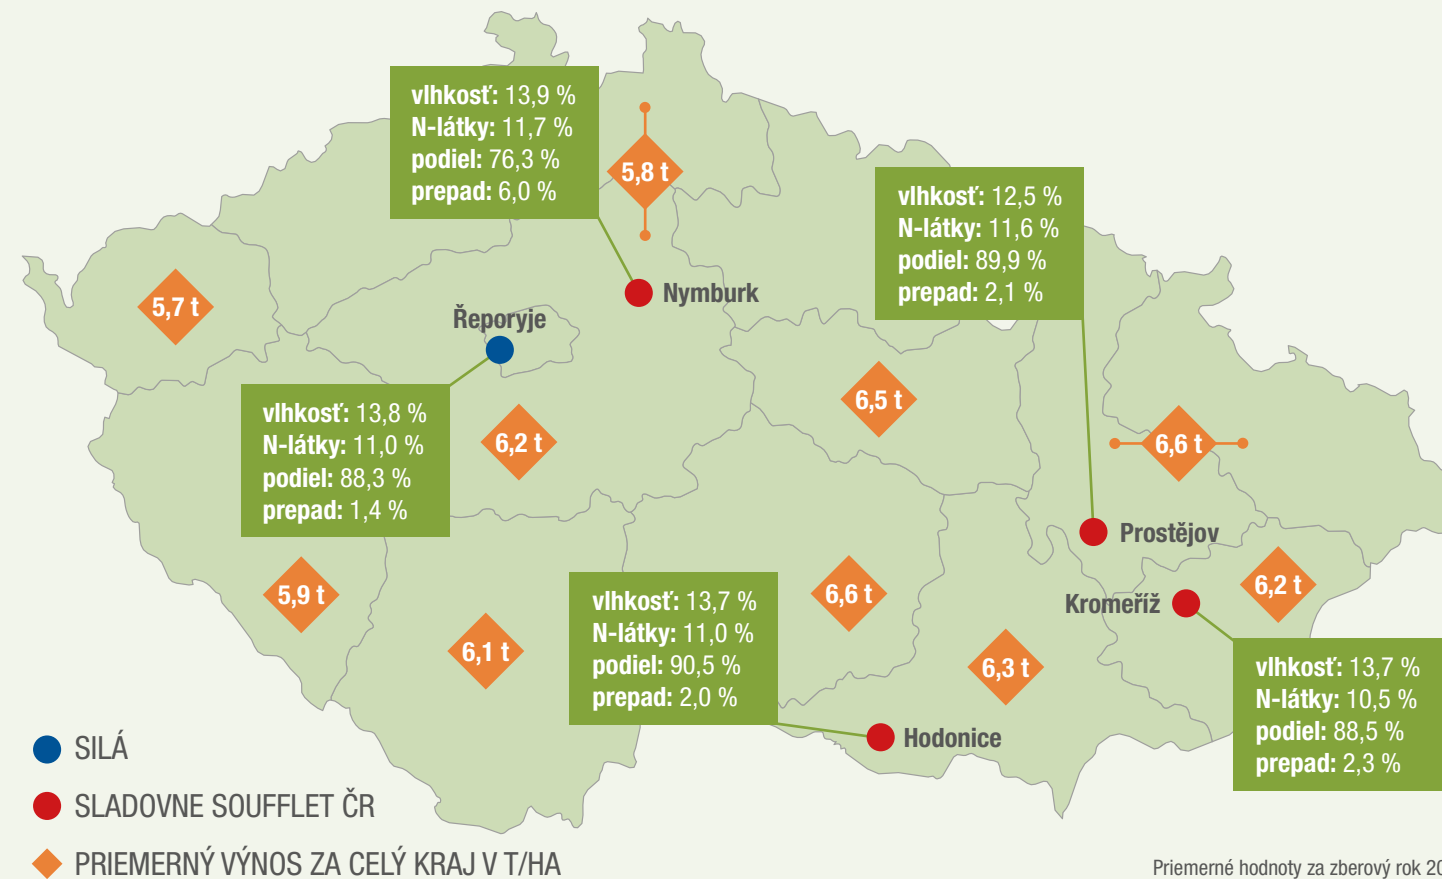 vlhkosť: 13,9 %
N-látky: 11,7 %
podiel: 76,3 %
prepad: 6,0 %
5,8 t
vlhkosť: 12,5 %
N-látky: 11,6 %
podiel: 89,9 %
prepad: 2,1 %
5,7 t
Nymburk
Řeporyje
vlhkosť: 13,8 %
N-látky: 11,0 %
podiel: 88,3 %
prepad: 1,4 %
6,2 t
6,5 t
6,6 t
Prostějov
5,9 t
6,1 t
vlhkosť: 13,7 %
N-látky: 11,0 %
podiel: 90,5 %
prepad: 2,0 %
6,6 t
6,2 t
Kromeříž
6,3 t
vlhkosť: 13,7 %
N-látky: 10,5 %
podiel: 88,5 %
prepad: 2,3 %
Hodonice
SILÁ
SLADOVNE SOUFFLET ČR
PRIEMERNÝ VÝNOS ZA CELÝ KRAJ V T/HA
Priemerné hodnoty za zberový rok 20